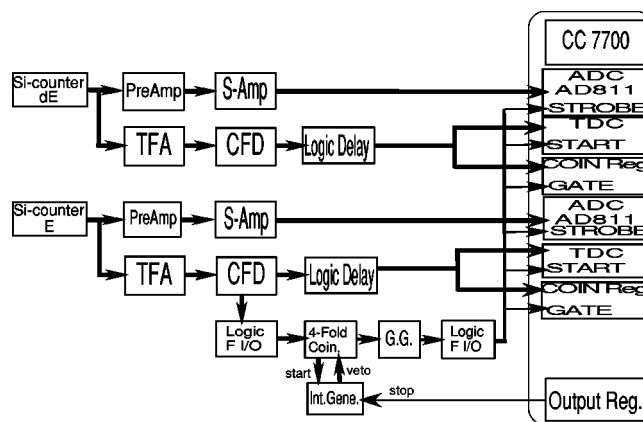 CC 7700
Si-counter
dE
PreAmp
S-Amp
ADC
AD811
STROBE
TFA
CFD
Logic Delay
TDC
START
COIN Reg
GATE
Si-counter
E
PreAmp
S-Amp
ADC
AD811
STROBE
TFA
CFD
Logic Delay
TDC
START
COIN Reg
GATE
Logic
F I/O
4-Fold
Coin.
G.G.
Logic
F I/O
start
veto
Int.Gene.
stop
Output Reg.